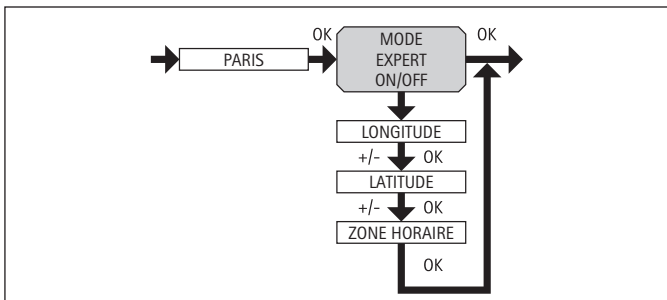 OK
PARIS
MODE
EXPERT
ON/OFF
OK
LONGITUDE
+/- OK
LATITUDE
+/- OK
ZONE HORAIRE
OK